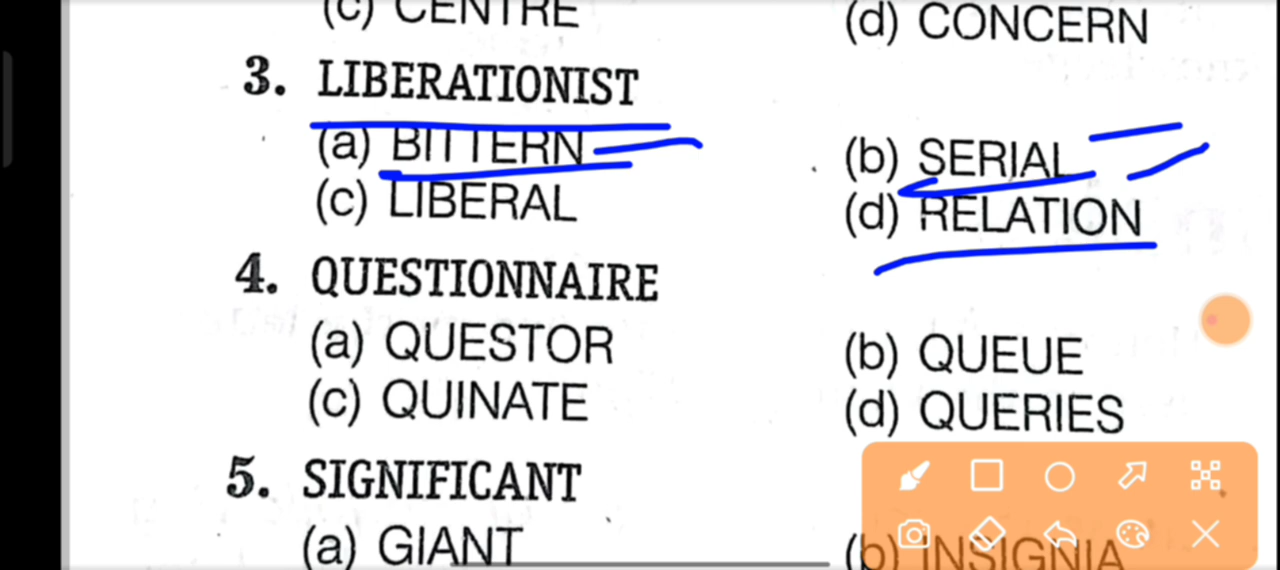 (c) CENTRE (d) CONCERN
3. LIBERATIONIST
(a) BITTERN (b) SERIAL
(c) LIBERAL (d) RELATION
4. QUESTIONNAIRE
(a) QUESTOR (b) QUEUE
(c) QUINATE (d) QUERIES
5. SIGNIFICANT
(a) GIANT (b) INSIGNIA